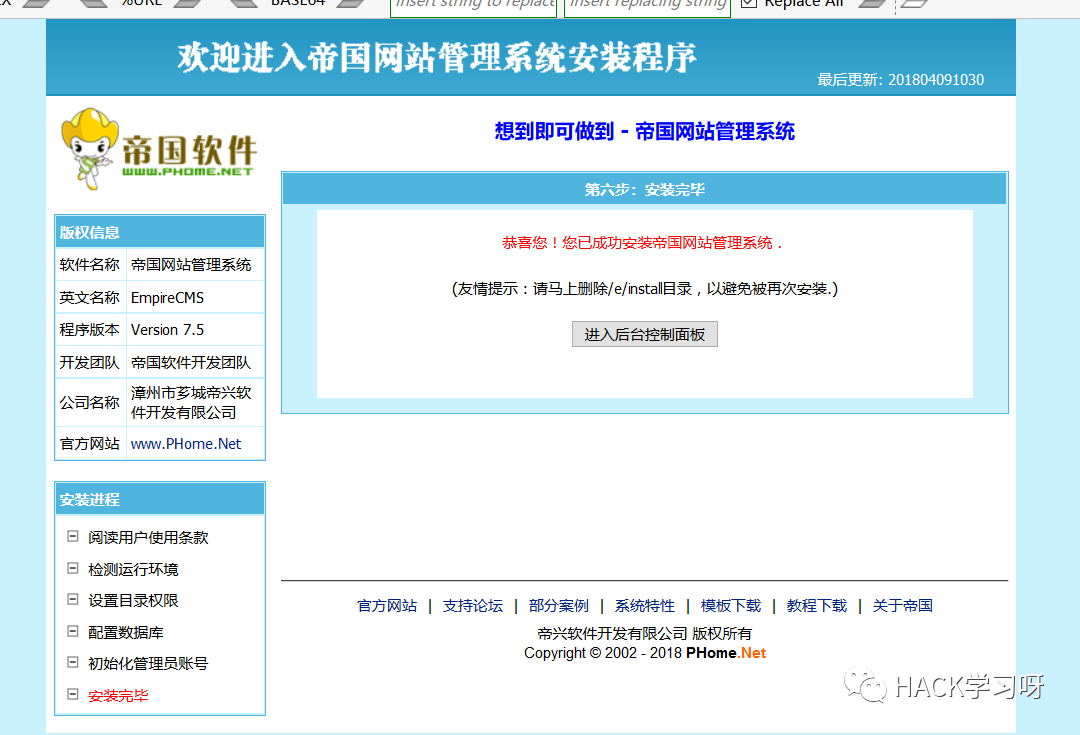 %URL BASE64 Insert string to replace Insert replacing string Replace All
欢迎进入帝国网站管理系统安装程序
最后更新: 201804091030
帝国软件
WWW.PHOME.NET
想到即可做到 - 帝国网站管理系统
第六步：安装完毕
恭喜您！您已成功安装帝国网站管理系统．
(友情提示：请马上删除/e/install目录，以避免被再次安装.)
进入后台控制面板
版权信息
软件名称 帝国网站管理系统
英文名称 EmpireCMS
程序版本 Version 7.5
开发团队 帝国软件开发团队
公司名称 漳州市芗城帝兴软
件开发有限公司
官方网站 www.PHome.Net
安装进程
阅读用户使用条款
检测运行环境
设置目录权限
配置数据库
初始化管理员账号
安装完毕
官方网站 | 支持论坛 | 部分案例 | 系统特性 | 模板下载 | 教程下载 | 关于帝国
帝兴软件开发有限公司 版权所有
Copyright © 2002 - 2018 PHome.Net
HACK学习呀